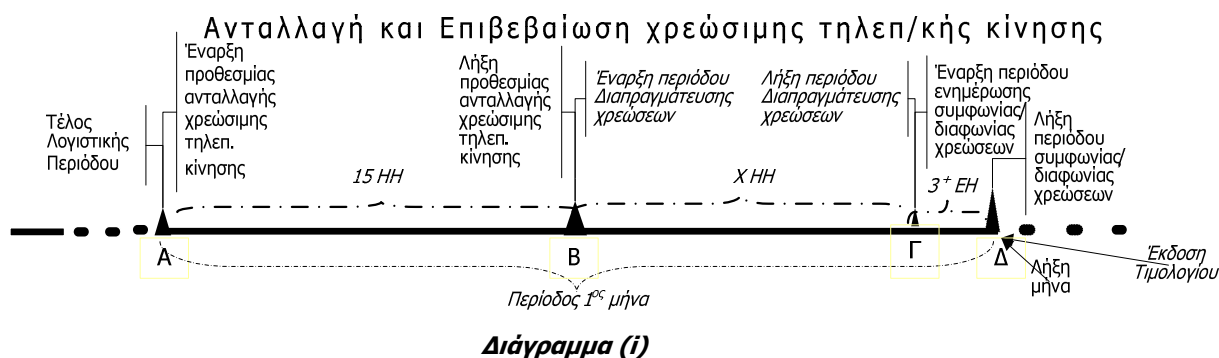 Ανταλλαγή και Επιβεβαίωση χρεώσιμης τηλεπ/κής κίνησης
Τέλος
Λογιστικής
Περιόδου
Έναρξη
προθεσμίας
ανταλλαγής
χρεώσιμης
τηλεπ.
κίνησης
Λήξη
προθεσμίας
ανταλλαγής
χρεώσιμης
τηλεπ.
κίνησης
Έναρξη περιόδου
Διαπραγμάτευσης
χρεώσεων
Λήξη περιόδου
Διαπραγμάτευσης
χρεώσεων
Έναρξη περιόδου
ενημέρωσης
συμφωνίας/
διαφωνίας
χρεώσεων
Λήξη
περιόδου
συμφωνίας/
διαφωνίας
χρεώσεων
15 ΗΗ
Χ ΗΗ
3+ ΕΗ
Α
Β
Γ
Δ
Έκδοση
Τιμολογίου
Λήξη
μήνα
Περίοδος 1ος μήνα
Διάγραμμα (i)